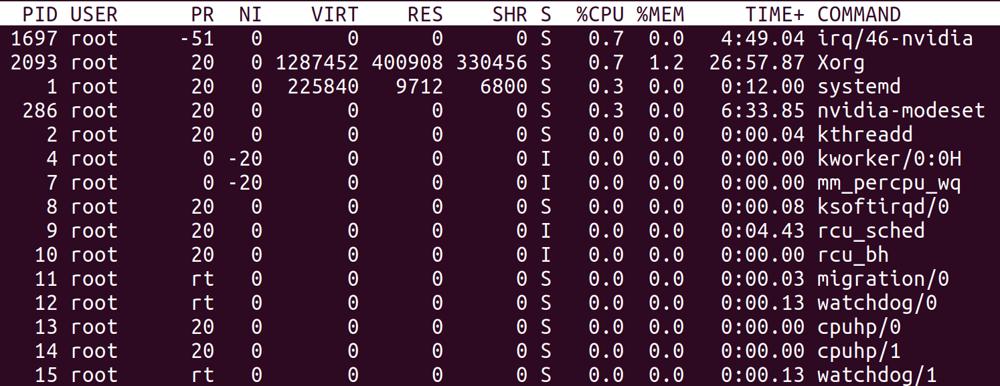 PID USER PR NI VIRT RES SHR S %CPU %MEM TIME+ COMMAND
1697 root -51 0 0 0 0 S 0.7 0.0 4:49.04 irq/46-nvidia
2093 root 20 0 1287452 400908 330456 S 0.7 1.2 26:57.87 Xorg
1 root 20 0 225840 9712 6800 S 0.3 0.0 0:12.00 systemd
286 root 20 0 0 0 0 S 0.3 0.0 6:33.85 nvidia-modeset
2 root 20 0 0 0 0 S 0.0 0.0 0:00.04 kthreadd
4 root 0 -20 0 0 0 I 0.0 0.0 0:00.00 kworker/0:0H
7 root 0 -20 0 0 0 I 0.0 0.0 0:00.00 mm_percpu_wq
8 root 20 0 0 0 0 S 0.0 0.0 0:00.08 ksoftirqd/0
9 root 20 0 0 0 0 I 0.0 0.0 0:04.43 rcu_sched
10 root 20 0 0 0 0 I 0.0 0.0 0:00.00 rcu_bh
11 root rt 0 0 0 0 S 0.0 0.0 0:00.03 migration/0
12 root rt 0 0 0 0 S 0.0 0.0 0:00.13 watchdog/0
13 root 20 0 0 0 0 S 0.0 0.0 0:00.00 cpuhp/0
14 root 20 0 0 0 0 S 0.0 0.0 0:00.00 cpuhp/1
15 root rt 0 0 0 0 S 0.0 0.0 0:00.13 watchdog/1